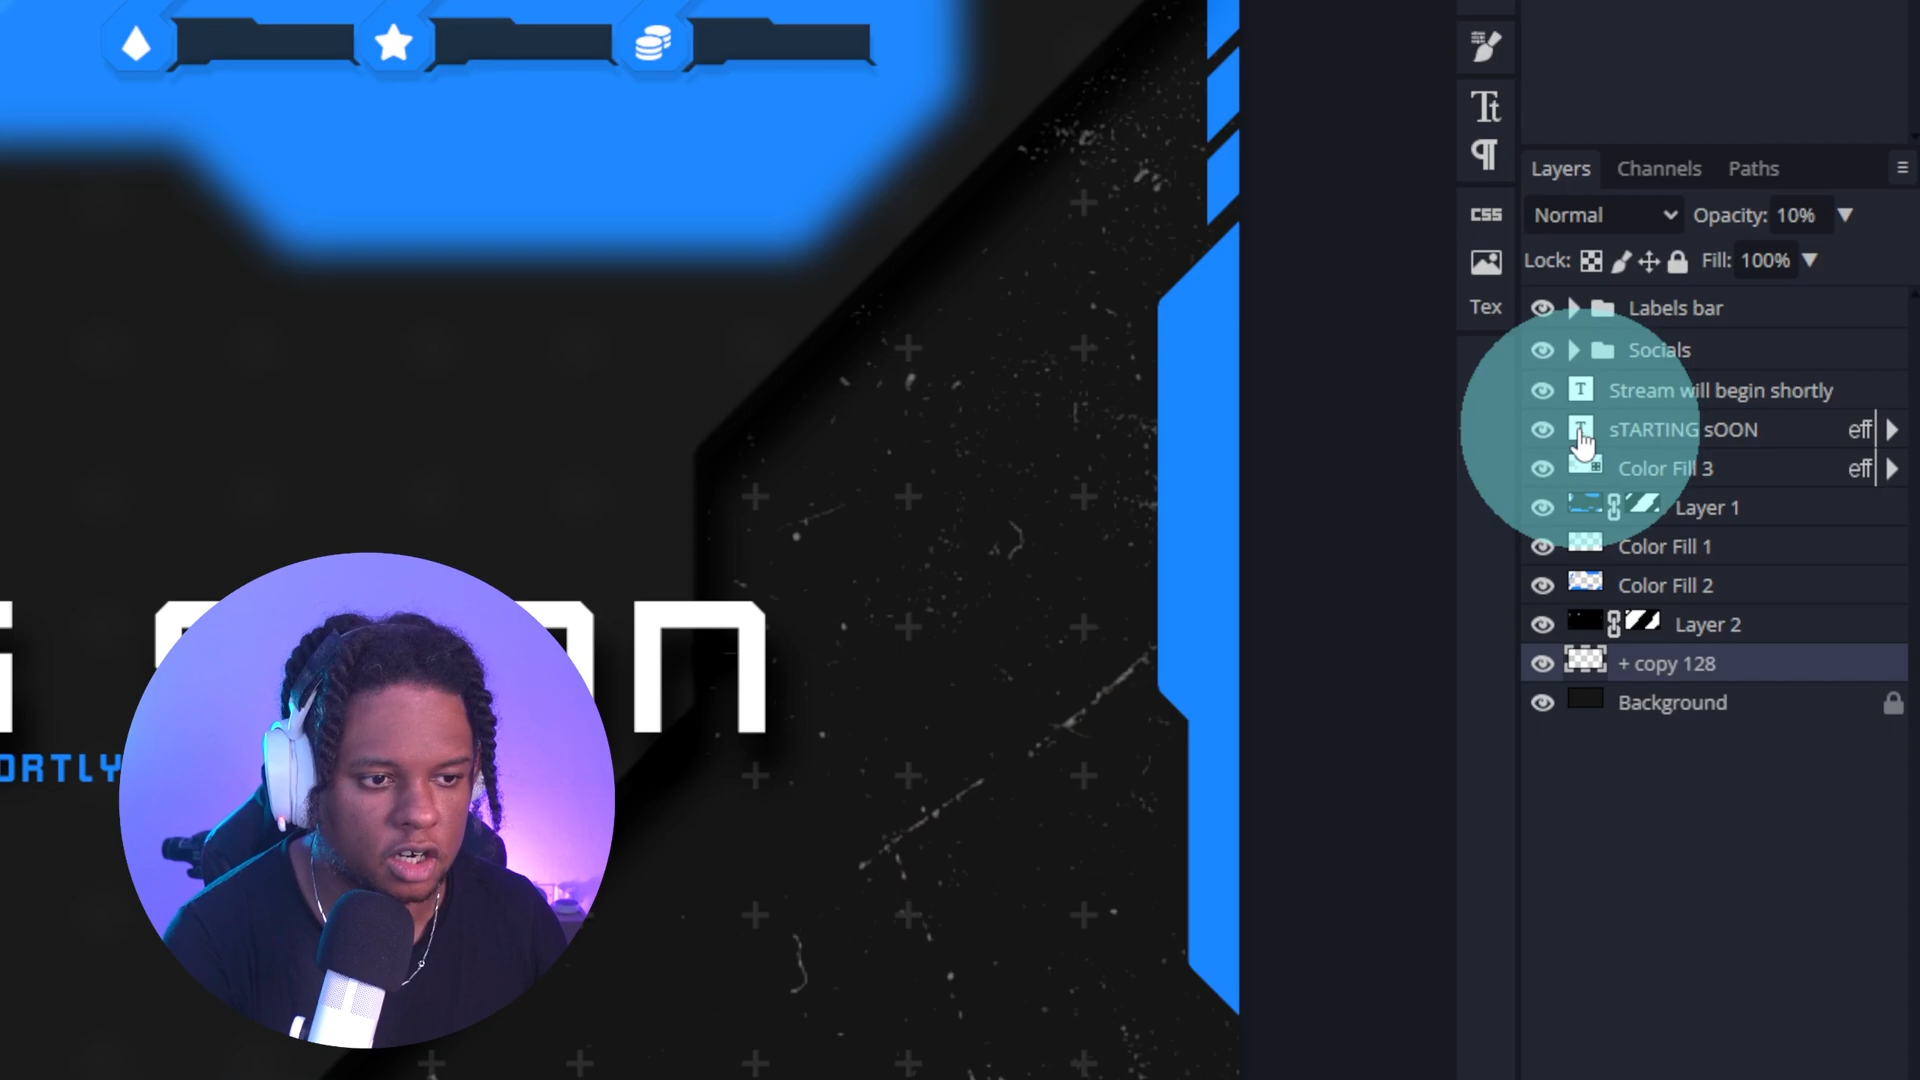 Tt
¶
CSS
Tex
Layers Channels Paths
Normal Opacity: 10%
Lock: Fill: 100%
Labels bar
Socials
T Stream will begin shortly
T sTARTING sOON eff
Color Fill 3 eff
Layer 1
Color Fill 1
Color Fill 2
Layer 2
+ copy 128
Background
ORTLY